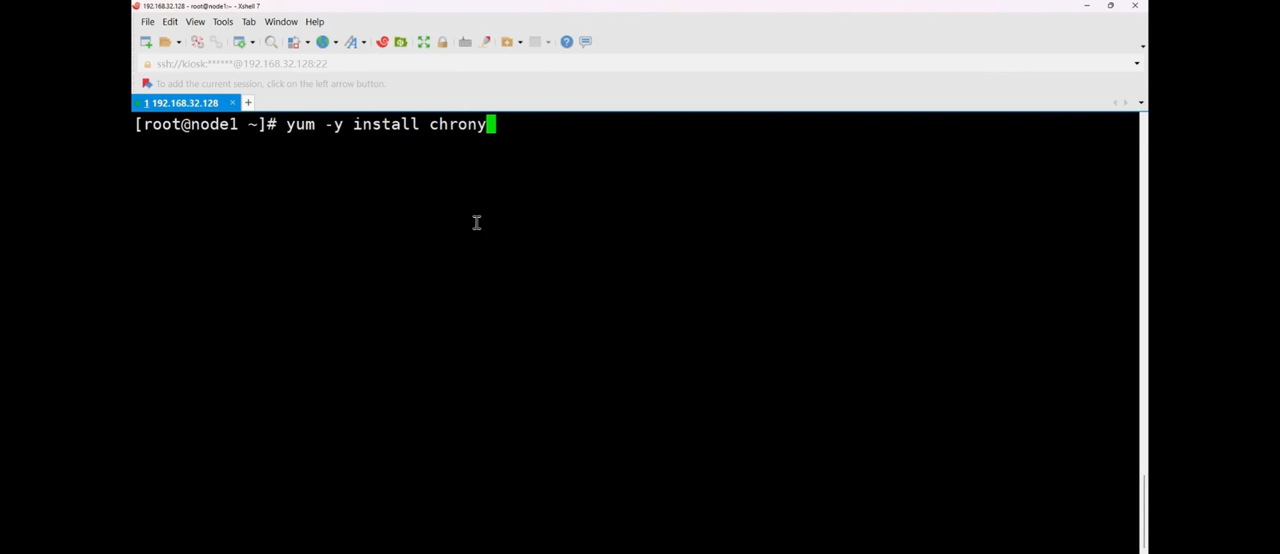 192.168.32.128 - root@node1:~ - Xshell 7
File Edit View Tools Tab Window Help
ssh://kiosk:******@192.168.32.128:22
To add the current session, click on the left arrow button.
1 192.168.32.128 × +
[root@node1 ~]# yum -y install chrony